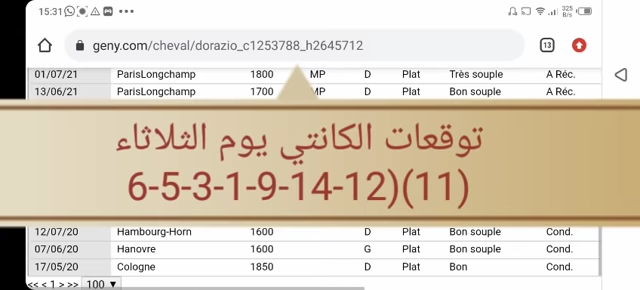 15:31 325 B/s
geny.com/cheval/dorazio_c1253788_h2645712 13
01/07/21 ParisLongchamp 1800 MP D Plat Très souple A Réc.
13/06/21 ParisLongchamp 1700 MP D Plat Bon souple A Réc.
توقعات الكانتي يوم الثلاثاء
6-5-3-1-9-14-12)(11)
12/07/20 Hambourg-Horn 1600 D Plat Bon souple Cond.
07/06/20 Hanovre 1600 G Plat Bon souple Cond.
17/05/20 Cologne 1850 D Plat Bon Cond.
<< < 1 > >> 100 ▼